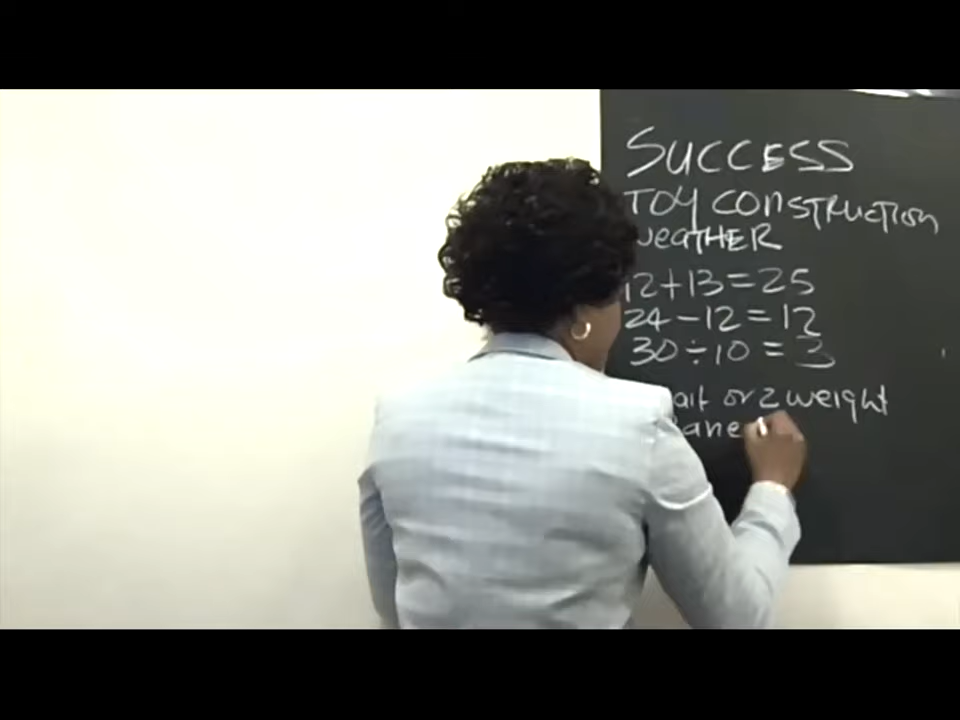 SUCCESS
TOY CONSTRUCTION
WEATHER
12+13=25
24-12=12
30÷10=3
or 2 weight